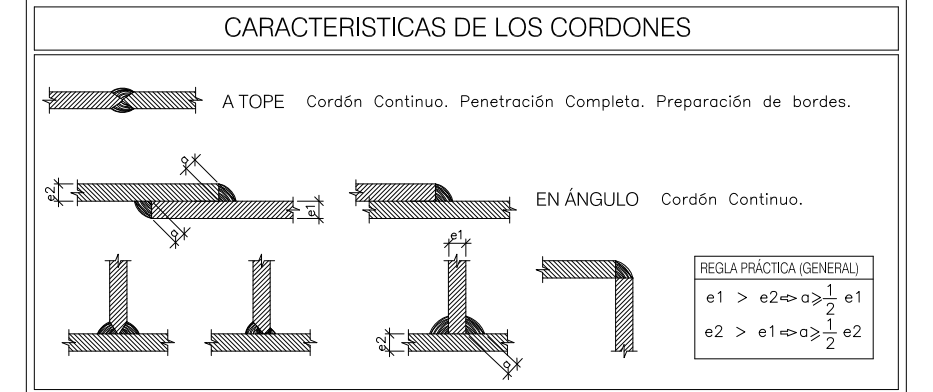 CARACTERISTICAS DE LOS CORDONES
A TOPE Cordón Continuo. Penetración Completa. Preparación de bordes.
a
e2
e1
a
EN ÁNGULO Cordón Continuo.
e1
e2
a
REGLA PRÁCTICA (GENERAL)
e1 > e2⇨a⩾1/2 e1
e2 > e1⇨a⩾1/2 e2